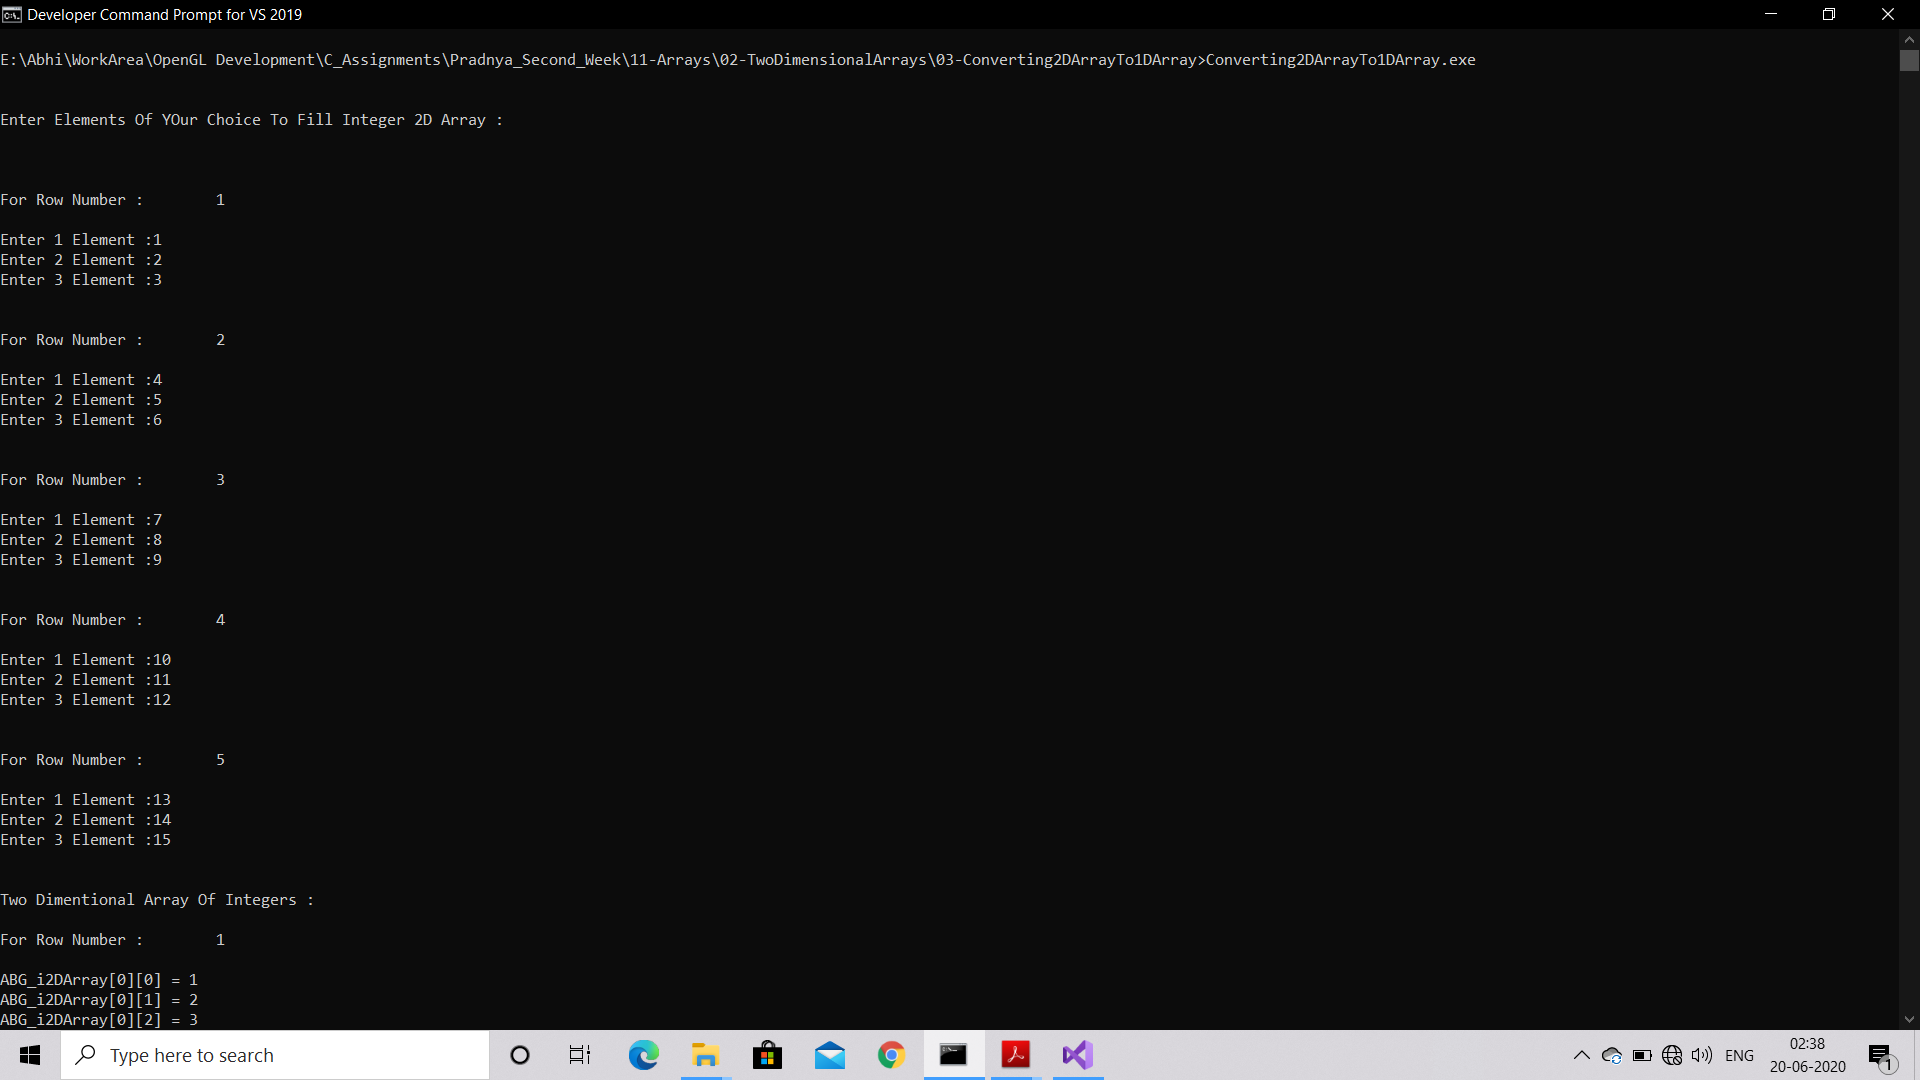 Developer Command Prompt for VS 2019
E:\Abhi\WorkArea\OpenGL Development\C_Assignments\Pradnya_Second_Week\11-Arrays\02-TwoDimensionalArrays\03-Converting2DArrayTo1DArray>Converting2DArrayTo1DArray.exe
Enter Elements Of YOur Choice To Fill Integer 2D Array :
For Row Number :        1
Enter 1 Element :1
Enter 2 Element :2
Enter 3 Element :3
For Row Number :        2
Enter 1 Element :4
Enter 2 Element :5
Enter 3 Element :6
For Row Number :        3
Enter 1 Element :7
Enter 2 Element :8
Enter 3 Element :9
For Row Number :        4
Enter 1 Element :10
Enter 2 Element :11
Enter 3 Element :12
For Row Number :        5
Enter 1 Element :13
Enter 2 Element :14
Enter 3 Element :15
Two Dimentional Array Of Integers :
For Row Number :        1
ABG_i2DArray[0][0] = 1
ABG_i2DArray[0][1] = 2
ABG_i2DArray[0][2] = 3
Type here to search
ENG
02:38
20-06-2020
1